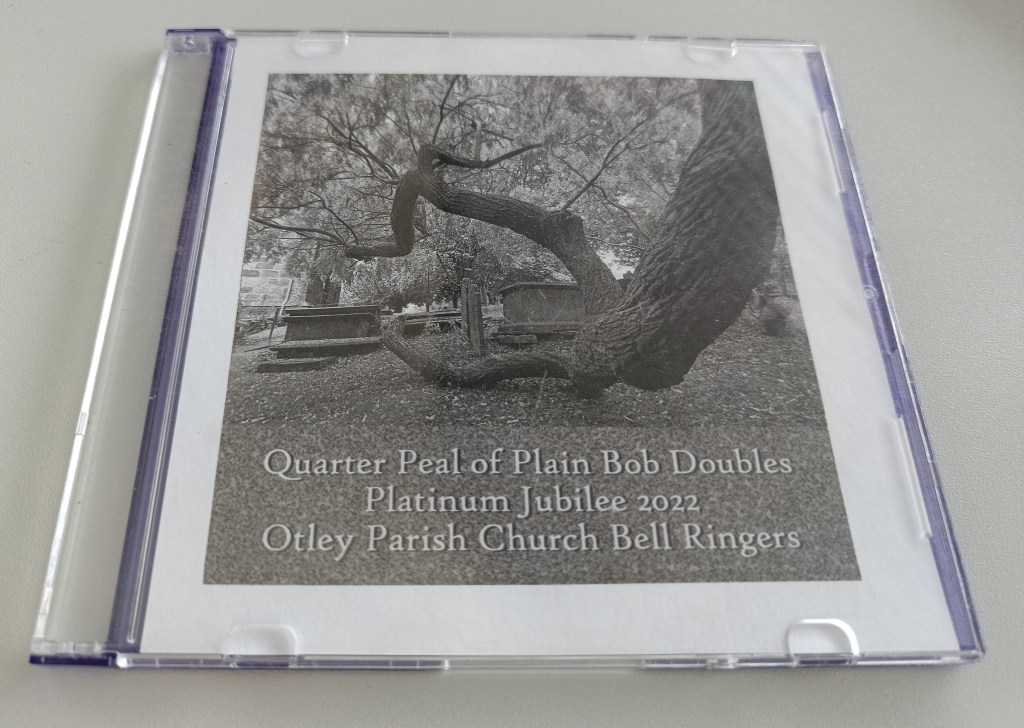 Quarter Peal of Plain Bob Doubles
Platinum Jubilee 2022
Otley Parish Church Bell Ringers